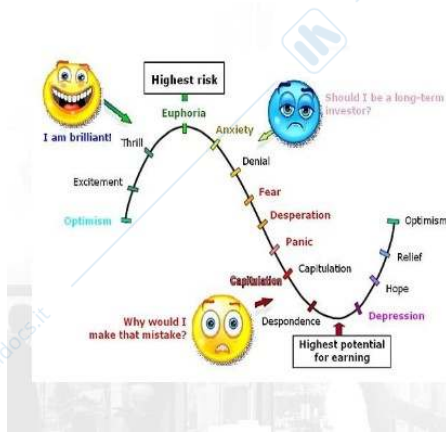 Highest risk
Euphoria
Should I be a long-term
investor?
I am brilliant!
Thrill
Anxiety
Denial
Excitement
Fear
Optimism
Desperation
Optimism
Panic
Relief
Capitulation
Capitulation
Hope
Why would I
make that mistake?
Despondence
Depression
Highest potential
for earning